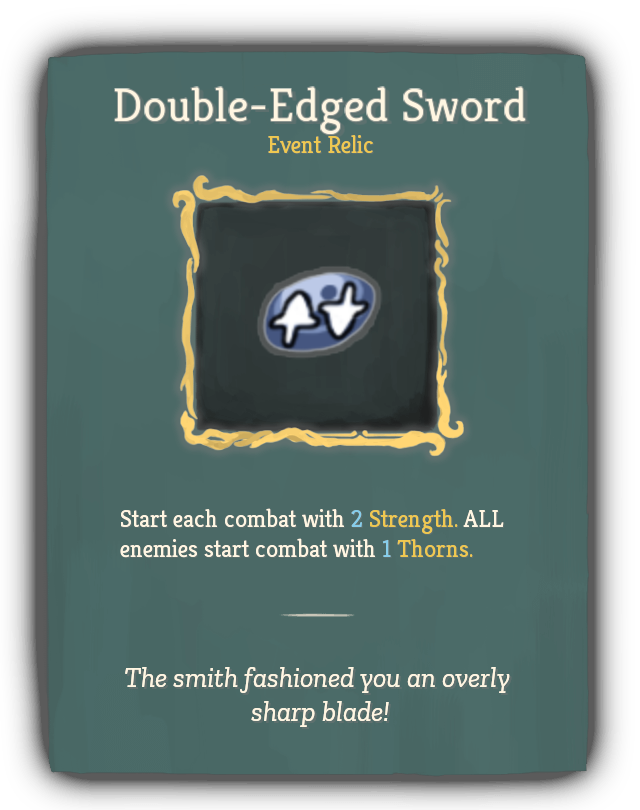 Double-Edged Sword
Event Relic
Start each combat with 2 Strength. ALL
enemies start combat with 1 Thorns.
The smith fashioned you an overly
sharp blade!